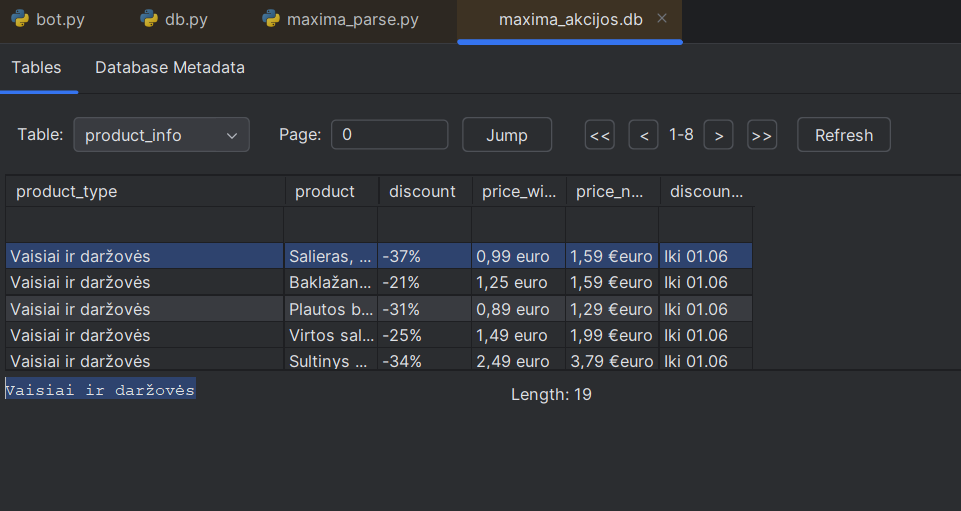 bot.py db.py maxima_parse.py maxima_akcijos.db
Tables Database Metadata
Table: product_info Page: 0 Jump << < 1-8 > >> Refresh
product_type product discount price_wi... price_n... discoun...
Vaisiai ir daržovės Salieras, ... -37% 0,99 euro 1,59 €euro Iki 01.06
Vaisiai ir daržovės Baklažan... -21% 1,25 euro 1,59 €euro Iki 01.06
Vaisiai ir daržovės Plautos b... -31% 0,89 euro 1,29 €euro Iki 01.06
Vaisiai ir daržovės Virtos sal... -25% 1,49 euro 1,99 €euro Iki 01.06
Vaisiai ir daržovės Sultinys ... -34% 2,49 euro 3,79 €euro Iki 01.06
Vaisiai ir daržovės Length: 19